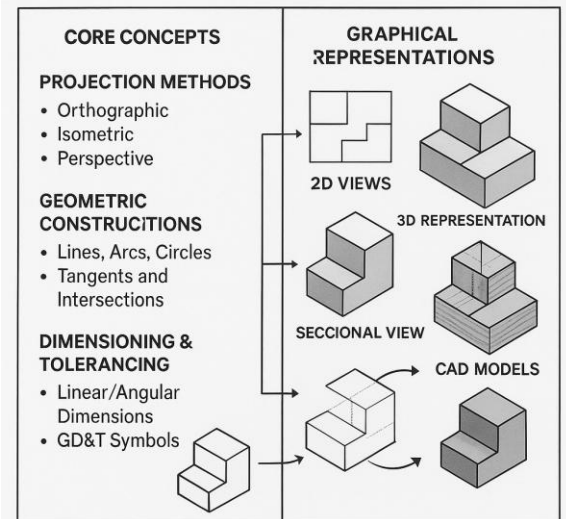 CORE CONCEPTS
PROJECTION METHODS
• Orthographic
• Isometric
• Perspective
GEOMETRIC
CONSTRUCTIONS
• Lines, Arcs, Circles
• Tangents and
Intersections
DIMENSIONING &
TOLERANCING
• Linear/Angular
Dimensions
• GD&T Symbols
GRAPHICAL
REPRESENTATIONS
2D VIEWS
3D REPRESENTATION
SECCIONAL VIEW
CAD MODELS